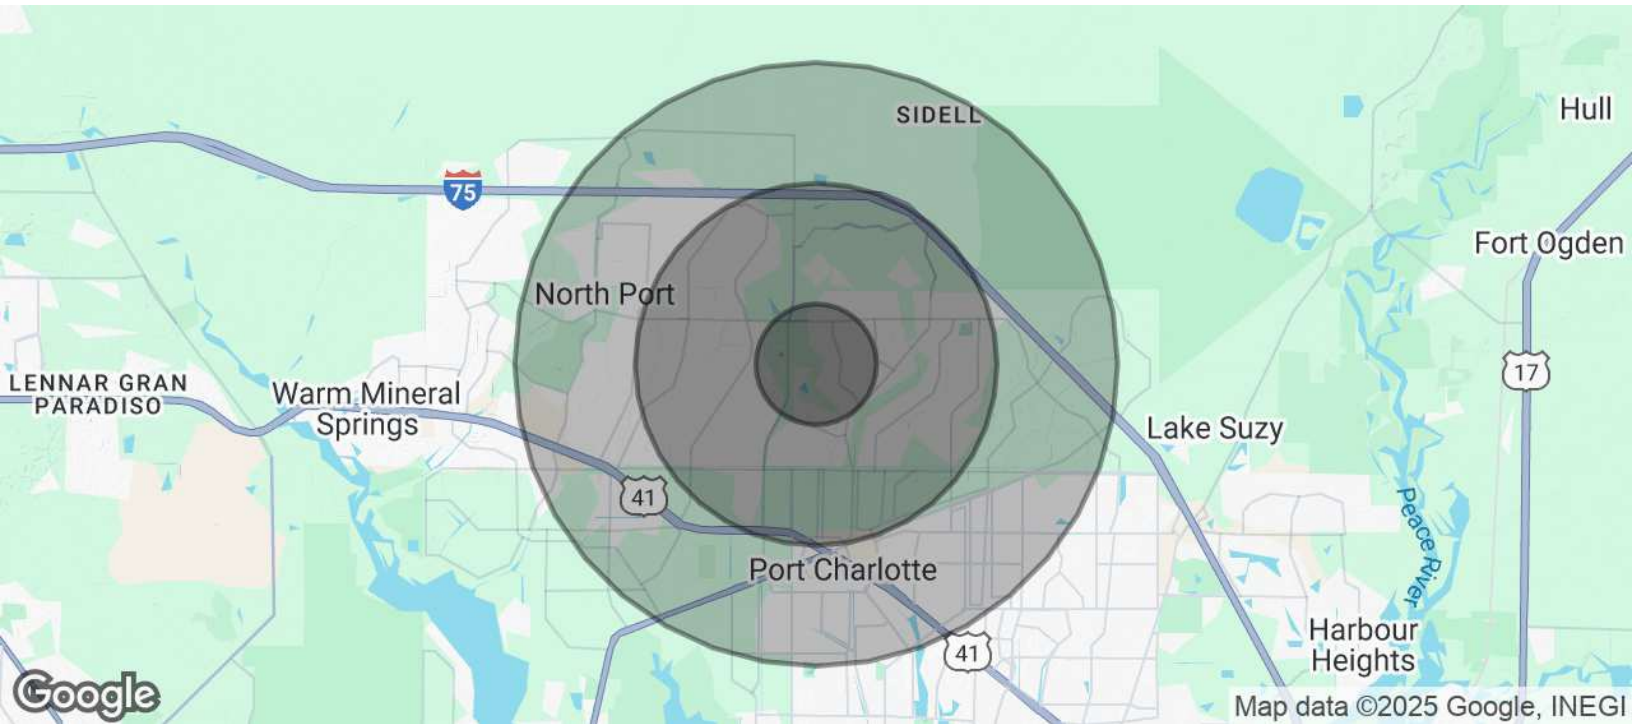 SIDELL
Hull
75
Fort Ogden
North Port
17
LENNAR GRAN
PARADISO
Warm Mineral
Springs
Lake Suzy
41
Peace River
Port Charlotte
Harbour
Heights
41
Google
Map data ©2025 Google, INEGI